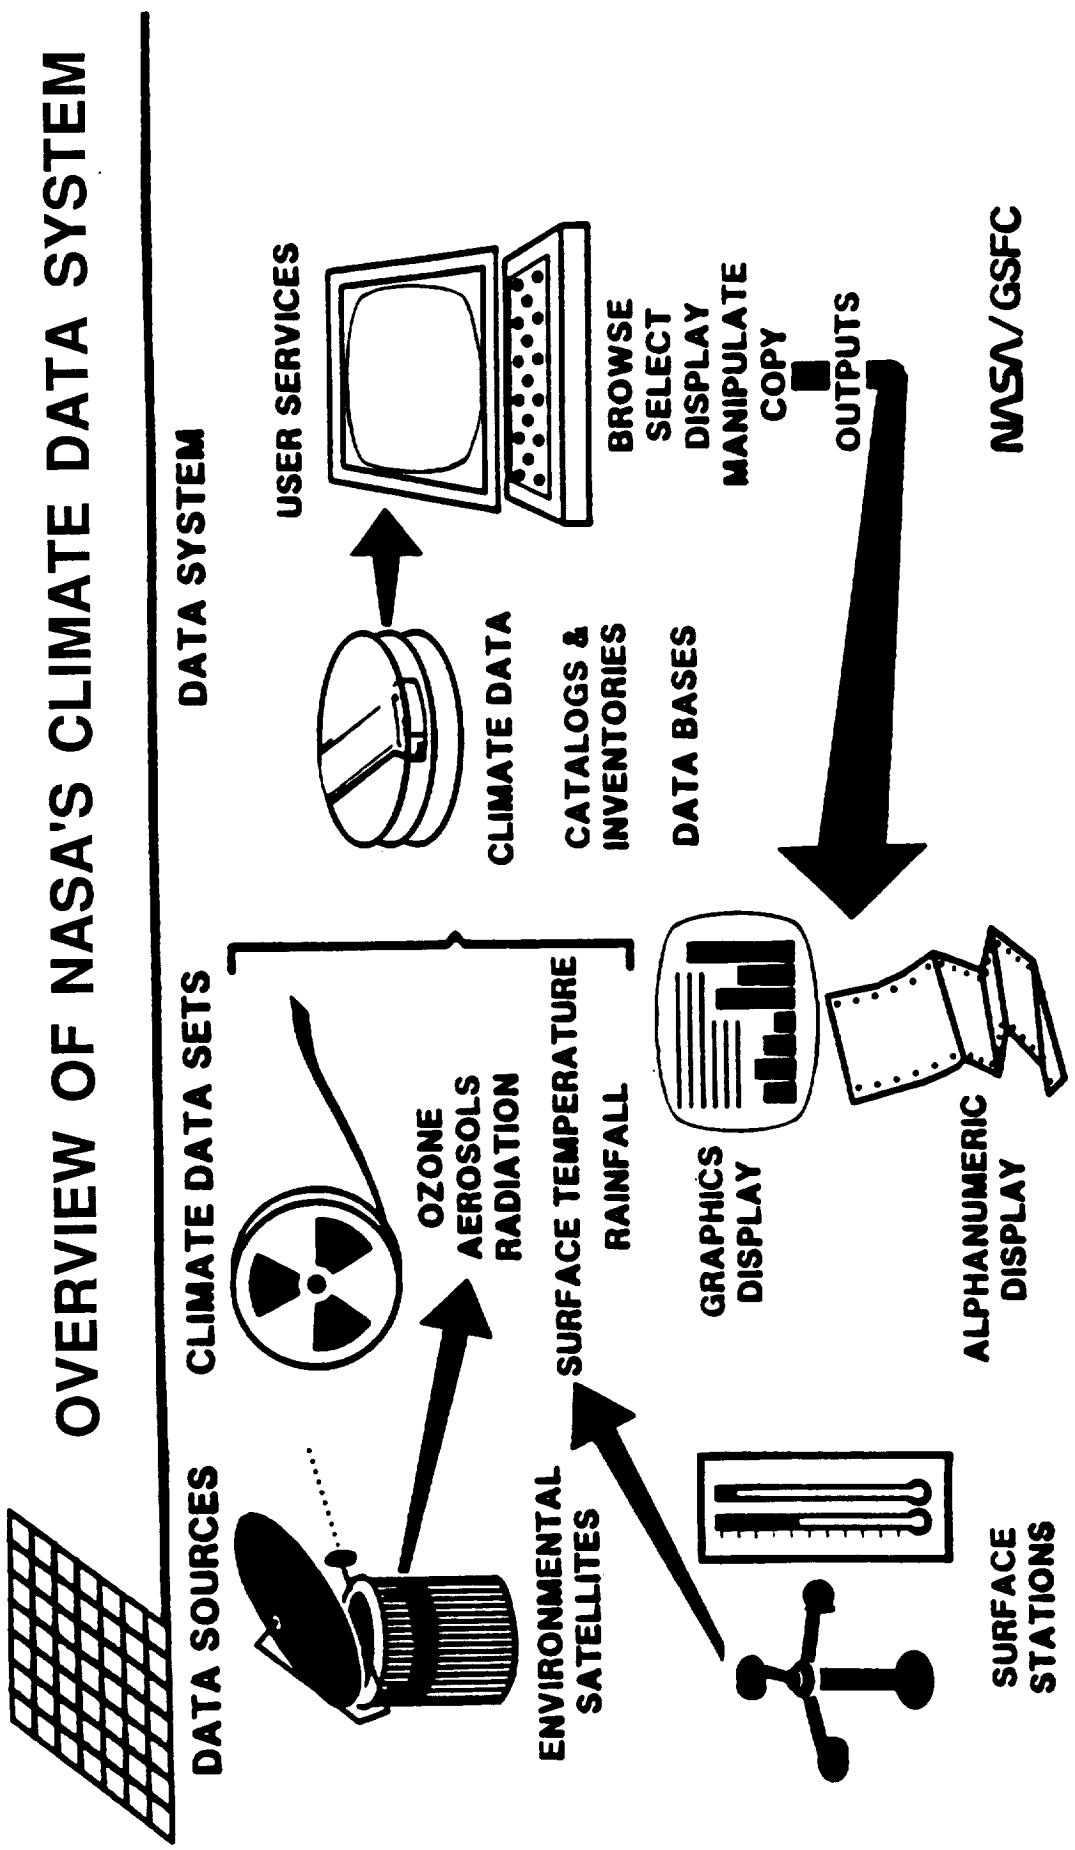 OVERVIEW OF NASA'S CLIMATE DATA SYSTEM
DATA SOURCES
CLIMATE DATA SETS
DATA SYSTEM
ENVIRONMENTAL
SATELLITES
SURFACE
STATIONS
OZONE
AEROSOLS
RADIATION
SURFACE TEMPERATURE
RAINFALL
CLIMATE DATA
CATALOGS &
INVENTORIES
DATA BASES
USER SERVICES
BROWSE
SELECT
DISPLAY
MANIPULATE
COPY
OUTPUTS
GRAPHICS
DISPLAY
ALPHANUMERIC
DISPLAY
NASA/GSFC